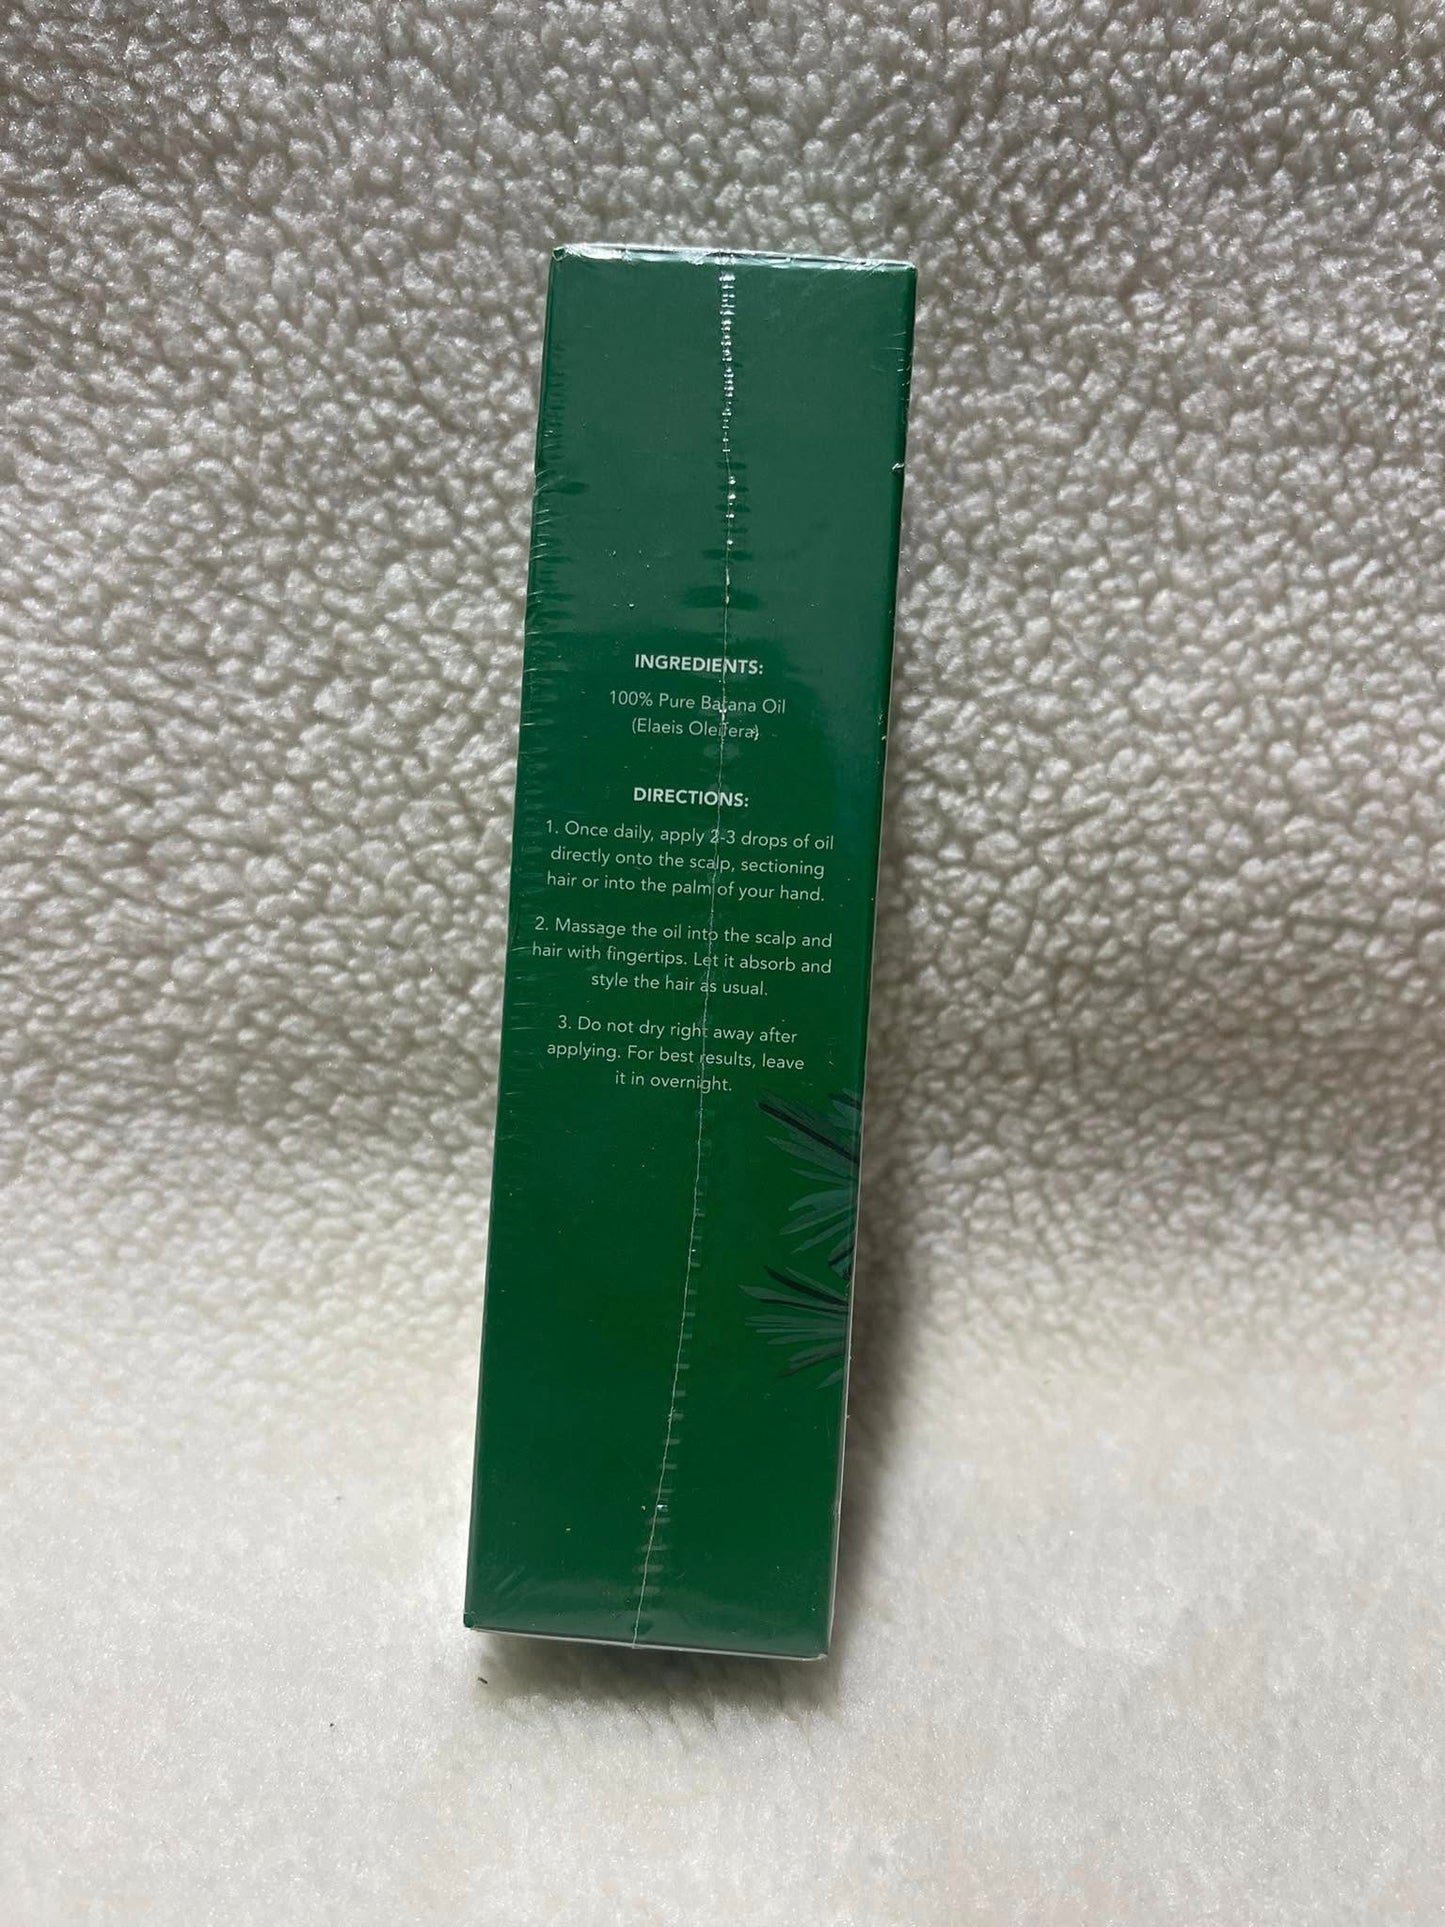 INGREDIENTS:
100% Pure Batana Oil
(Elaeis Oleifera)
DIRECTIONS:
1. Once daily, apply 2-3 drops of oil
directly onto the scalp, sectioning
hair or into the palm of your hand.
2. Massage the oil into the scalp and
hair with fingertips. Let it absorb and
style the hair as usual.
3. Do not dry right away after
applying. For best results, leave
it in overnight.